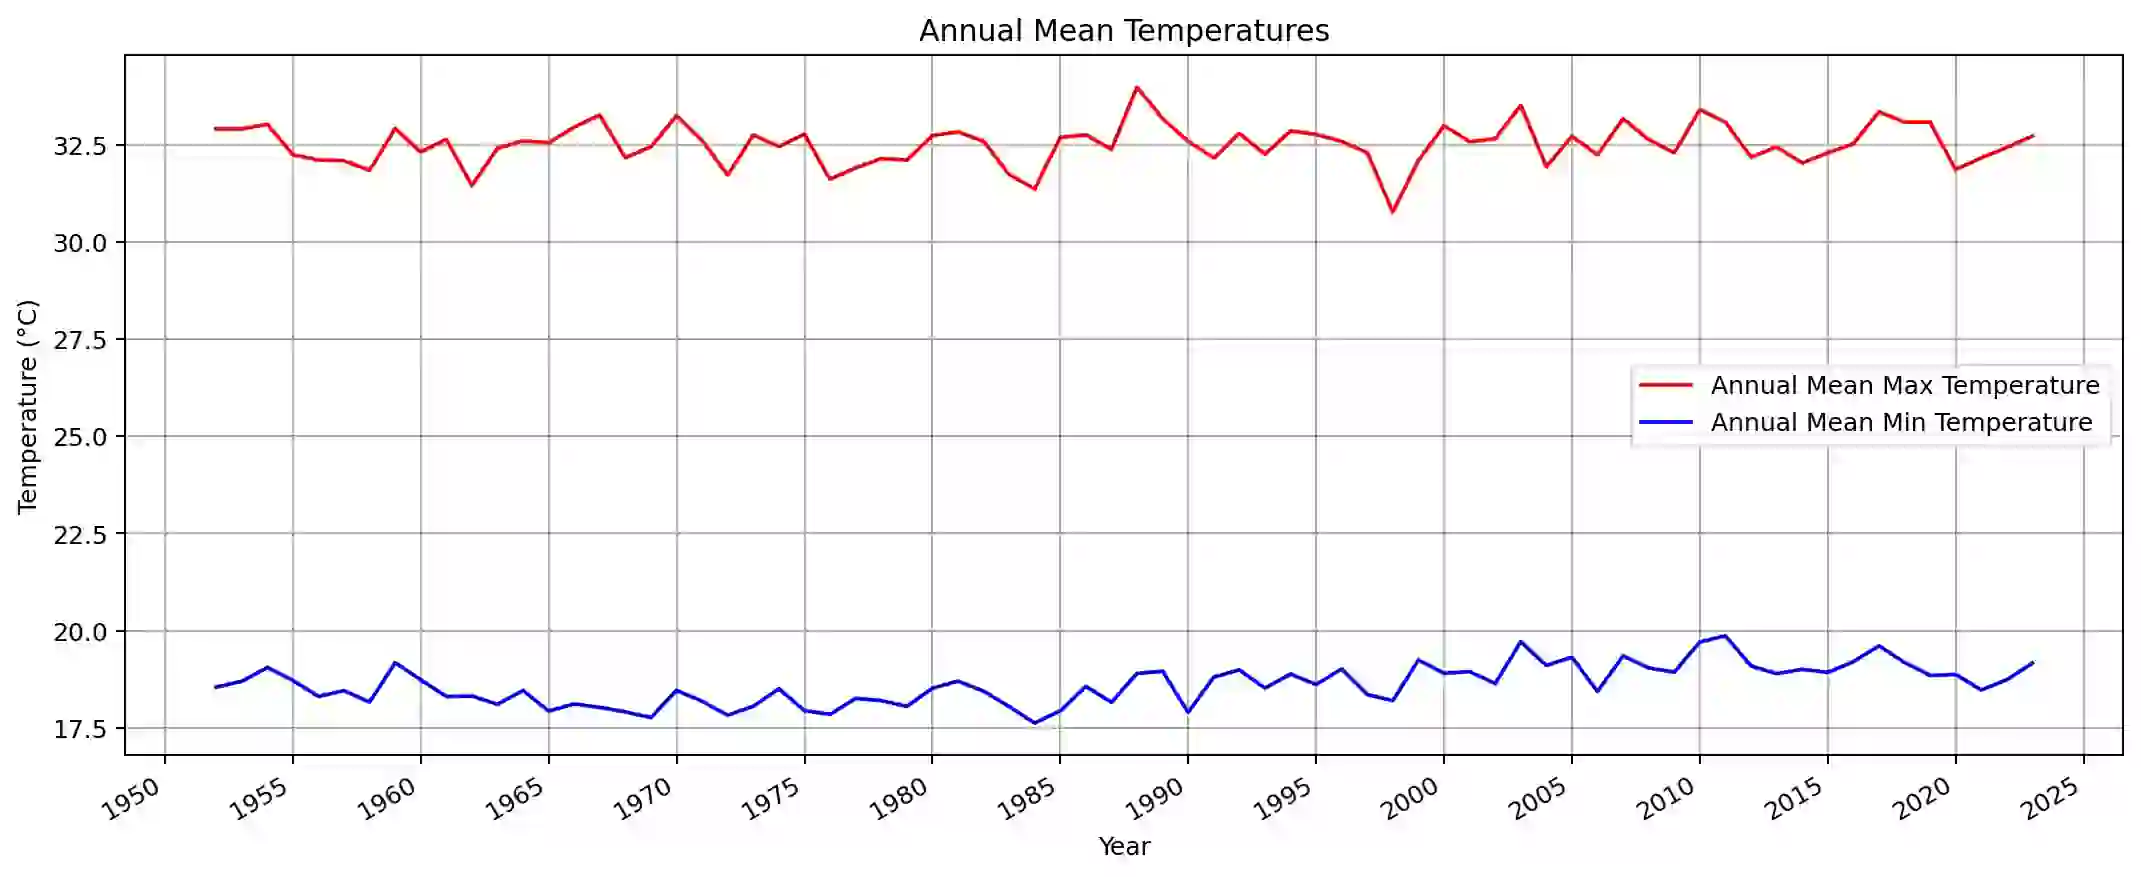 Annual Mean Temperatures
Temperature (°C)
32.5
30.0
27.5
25.0
22.5
20.0
17.5
Annual Mean Max Temperature
Annual Mean Min Temperature
1950 1955 1960 1965 1970 1975 1980 1985 1990 1995 2000 2005 2010 2015 2020 2025
Year